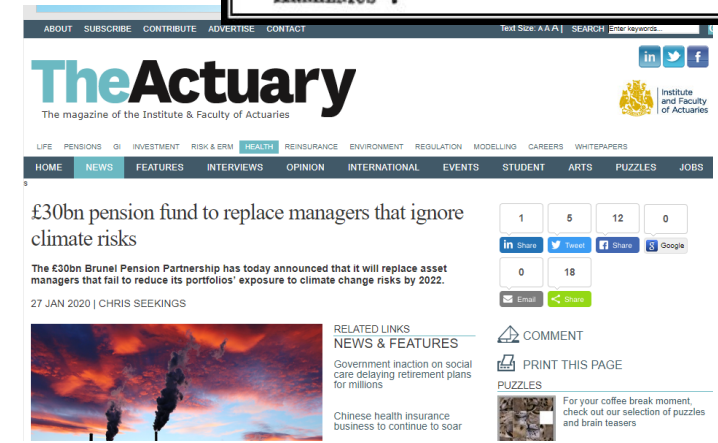 ABOUT SUBSCRIBE CONTRIBUTE ADVERTISE CONTACT
Text Size: A A A | SEARCH Enter keywords...
in f
TheActuary
The magazine of the Institute & Faculty of Actuaries
Institute
and Faculty
of Actuaries
LIFE PENSIONS GI INVESTMENT RISK & ERM HEALTH REINSURANCE ENVIRONMENT REGULATION MODELLING CAREERS WHITEPAPERS
HOME NEWS FEATURES INTERVIEWS OPINION INTERNATIONAL EVENTS STUDENT ARTS PUZZLES JOBS
s
£30bn pension fund to replace managers that ignore
climate risks
The £30bn Brunel Pension Partnership has today announced that it will replace asset
managers that fail to reduce its portfolios' exposure to climate change risks by 2022.
27 JAN 2020 | CHRIS SEEKINGS
1 5 12 0
in Share Tweet f Share g Google
0 18
Email Share
RELATED LINKS
NEWS & FEATURES
Government inaction on social
care delaying retirement plans
for millions
Chinese health insurance
business to continue to soar
COMMENT
PRINT THIS PAGE
PUZZLES
For your coffee break moment,
check out our selection of puzzles
and brain teasers